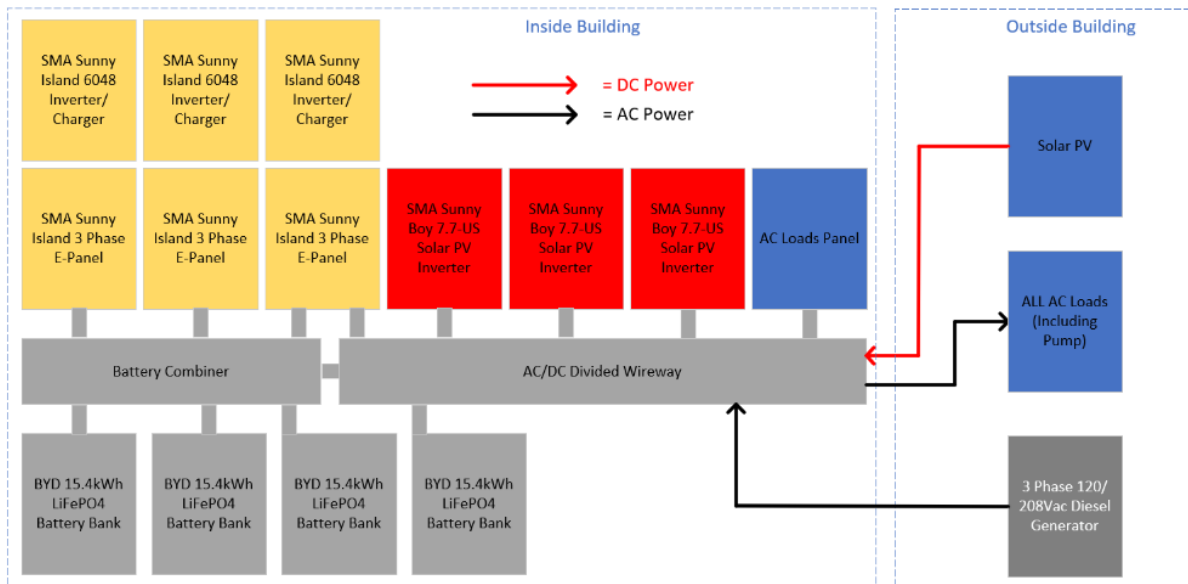 Inside Building
Outside Building
SMA Sunny
Island 6048
Inverter/
Charger
SMA Sunny
Island 6048
Inverter/
Charger
SMA Sunny
Island 6048
Inverter/
Charger
= DC Power
= AC Power
Solar PV
SMA Sunny
Island 3 Phase
E-Panel
SMA Sunny
Island 3 Phase
E-Panel
SMA Sunny
Island 3 Phase
E-Panel
SMA Sunny
Boy 7.7-US
Solar PV
Inverter
SMA Sunny
Boy 7.7-US
Solar PV
Inverter
SMA Sunny
Boy 7.7-US
Solar PV
Inverter
AC Loads Panel
ALL AC Loads
(Including
Pump)
Battery Combiner
AC/DC Divided Wireway
BYD 15.4kWh
LiFePO4
Battery Bank
BYD 15.4kWh
LiFePO4
Battery Bank
BYD 15.4kWh
LiFePO4
Battery Bank
BYD 15.4kWh
LiFePO4
Battery Bank
3 Phase 120/
208Vac Diesel
Generator